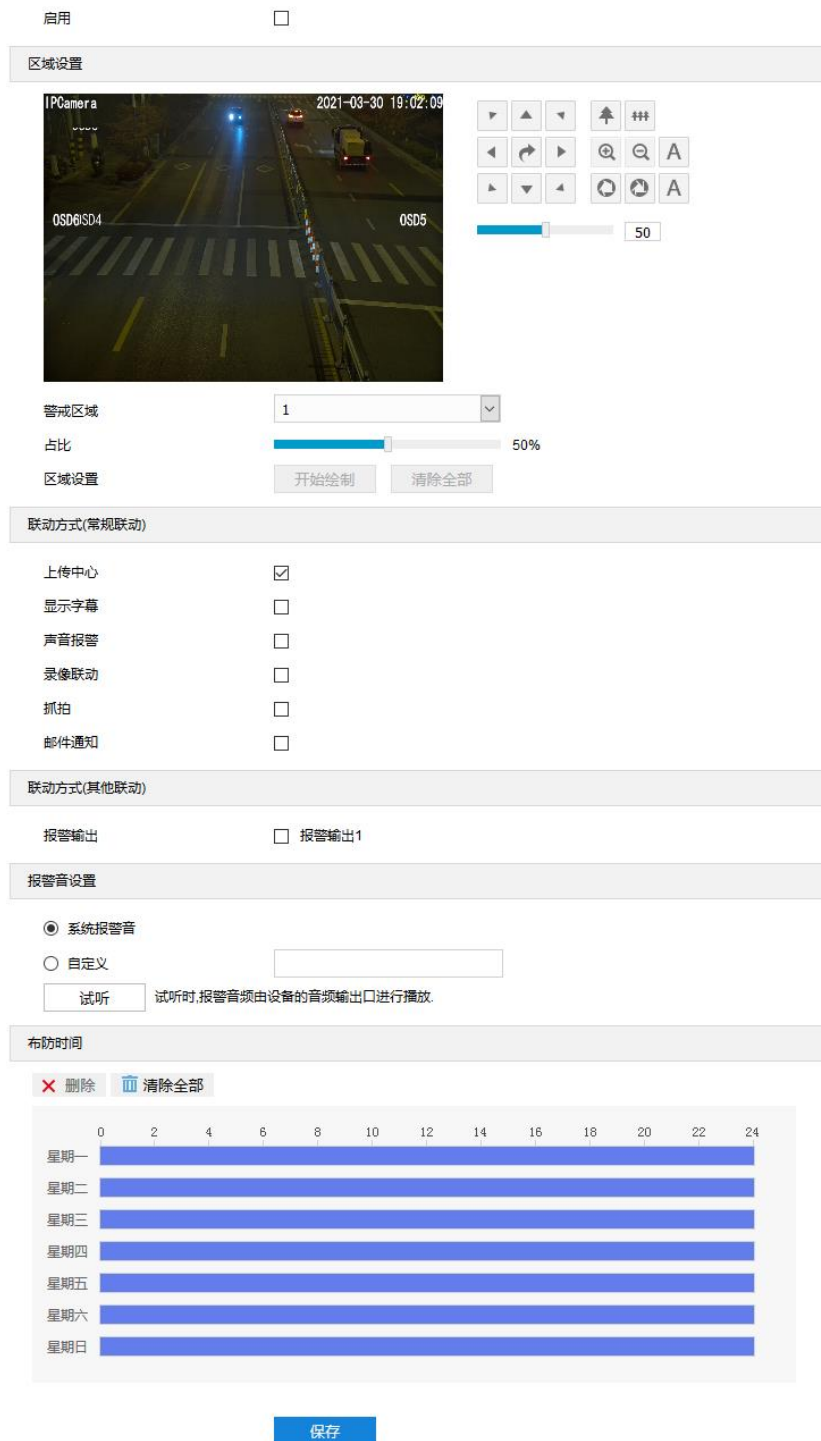 启用
区域设置
IPCamera 2021-03-30 19:02:09
OSD4 OSD5
A
A
50
警戒区域 1
占比 50%
区域设置 开始绘制 清除全部
联动方式(常规联动)
上传中心
显示字幕
声音报警
录像联动
抓拍
邮件通知
联动方式(其他联动)
报警输出 报警输出1
报警音设置
系统报警音
自定义
试听 试听时,报警音频由设备的音频输出口进行播放.
布防时间
删除 清除全部
0 2 4 6 8 10 12 14 16 18 20 22 24
星期一
星期二
星期三
星期四
星期五
星期六
星期日
保存